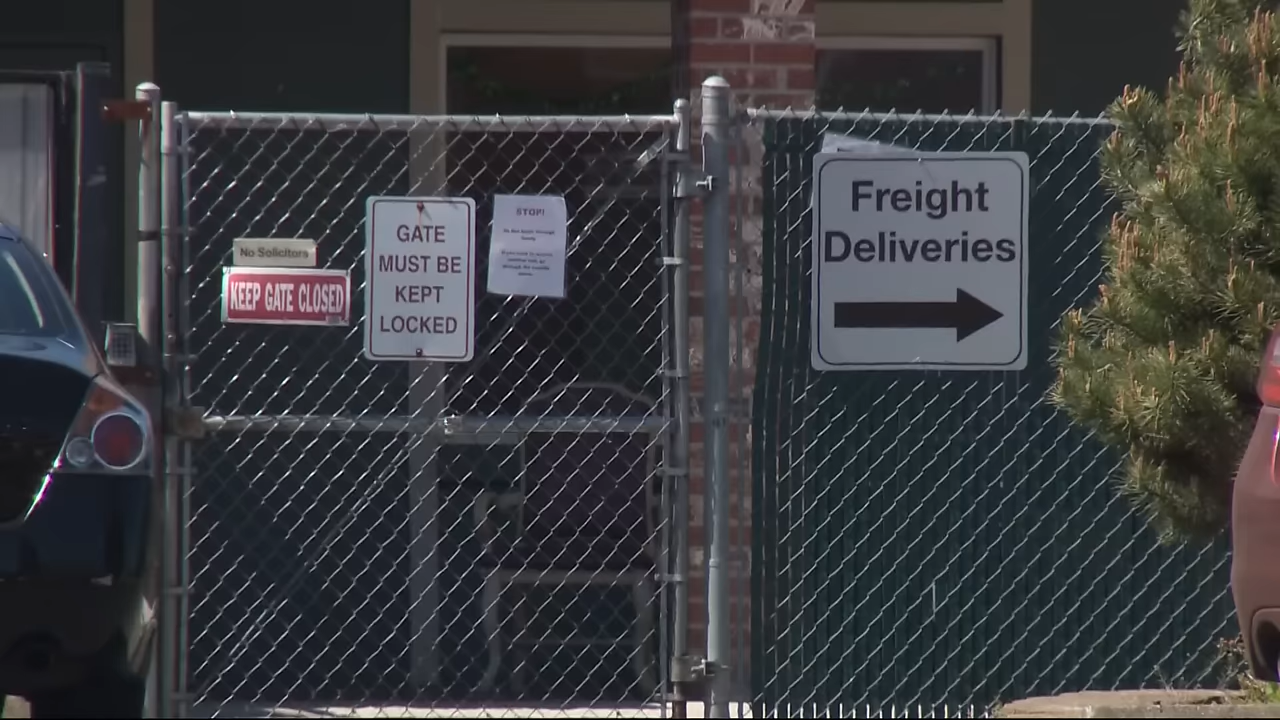 No Solicitors
KEEP GATE CLOSED
GATE
MUST BE
KEPT
LOCKED
STOP!
Freight
Deliveries